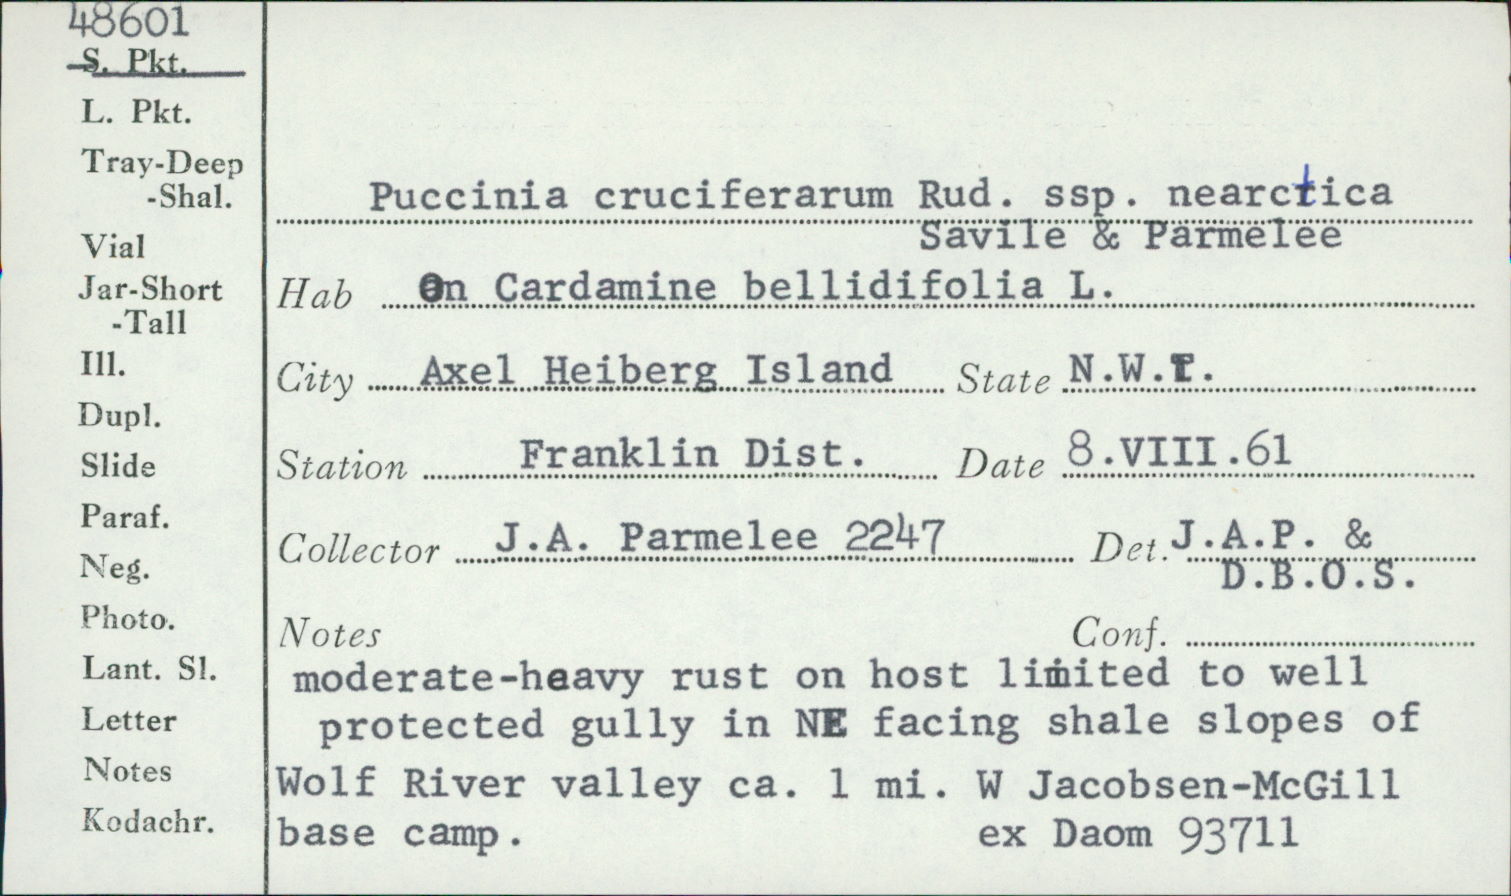 48601
S. Pkt.
L. Pkt.
Tray-Deep
-Shal.
Vial
Jar-Short
-Tall
Ill.
Dupl.
Slide
Paraf.
Neg.
Photo.
Lant. Sl.
Letter
Notes
Kodachr.
Puccinia cruciferarum Rud. ssp. nearctica
Savile & Parmelee
Hab On Cardamine bellidifolia L.
City Axel Heiberg Island State N.W.T.
Station Franklin Dist. Date 8.VIII.61
Collector J.A. Parmelee 2247 Det. J.A.P. &
D.B.O.S.
Notes Conf.
moderate-heavy rust on host limited to well
protected gully in NE facing shale slopes of
Wolf River valley ca. 1 mi. W Jacobsen-McGill
base camp. ex Daom 93711